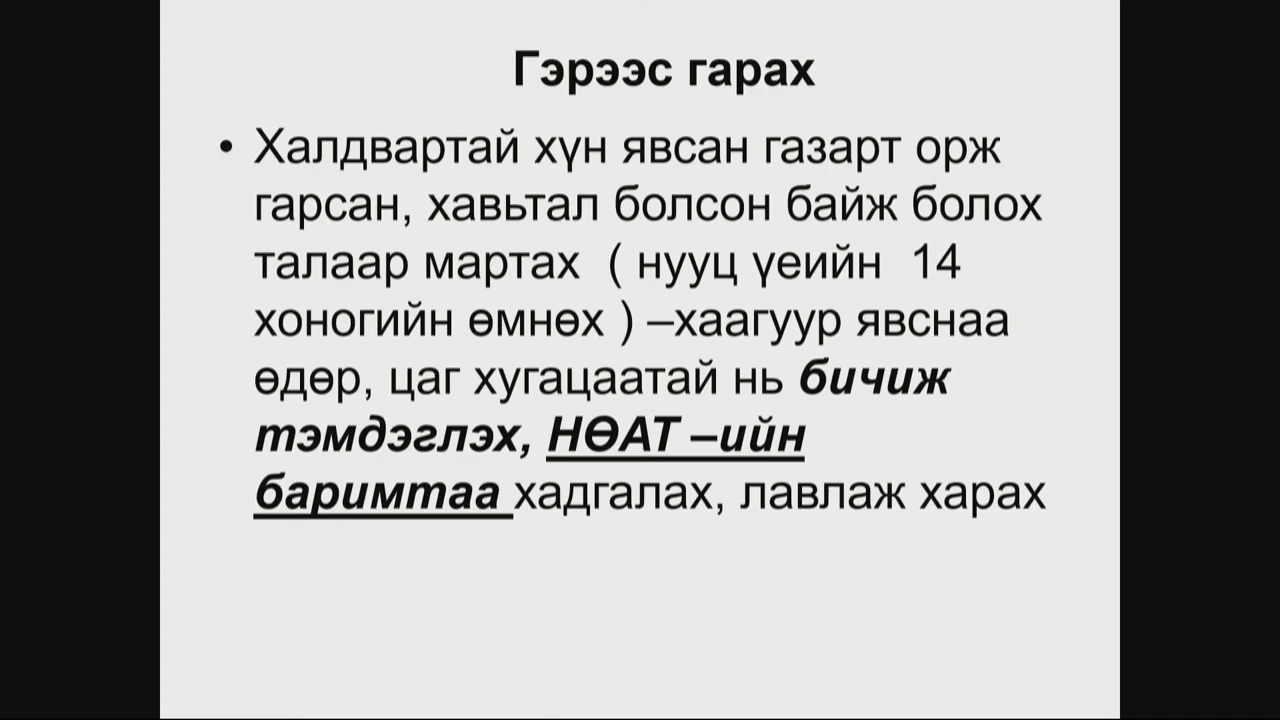 Гэрээс гарах
• Халдвартай хүн явсан газарт орж
гарсан, хавьтал болсон байж болох
талаар мартах ( нууц үеийн 14
хоногийн өмнөх ) –хаагуур явснаа
өдөр, цаг хугацаатай нь бичиж
тэмдэглэх, НӨАТ –ийн
баримтаа хадгалах, лавлаж харах